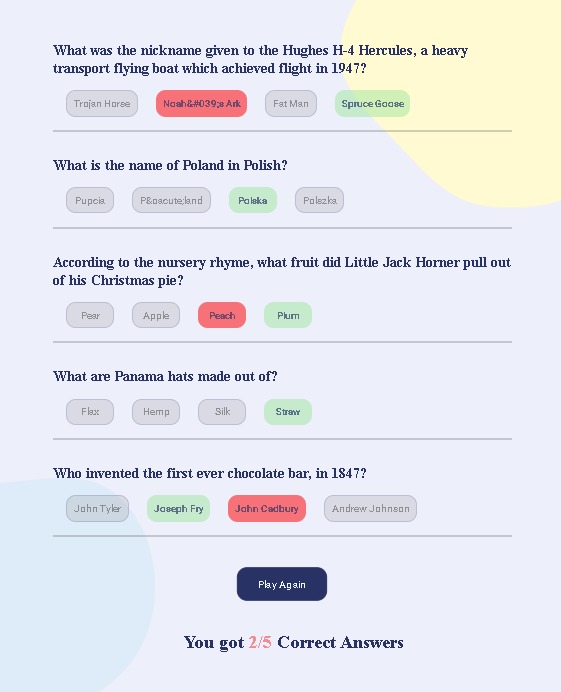 What was the nickname given to the Hughes H-4 Hercules, a heavy
transport flying boat which achieved flight in 1947?
Trojan Horse Noah&#039;s Ark Fat Man Spruce Goose
What is the name of Poland in Polish?
Pupcia P&oacute;land Polska Polszka
According to the nursery rhyme, what fruit did Little Jack Horner pull out
of his Christmas pie?
Pear Apple Peach Plum
What are Panama hats made out of?
Flax Hemp Silk Straw
Who invented the first ever chocolate bar, in 1847?
John Tyler Joseph Fry John Cadbury Andrew Johnson
Play Again
You got 2/5 Correct Answers